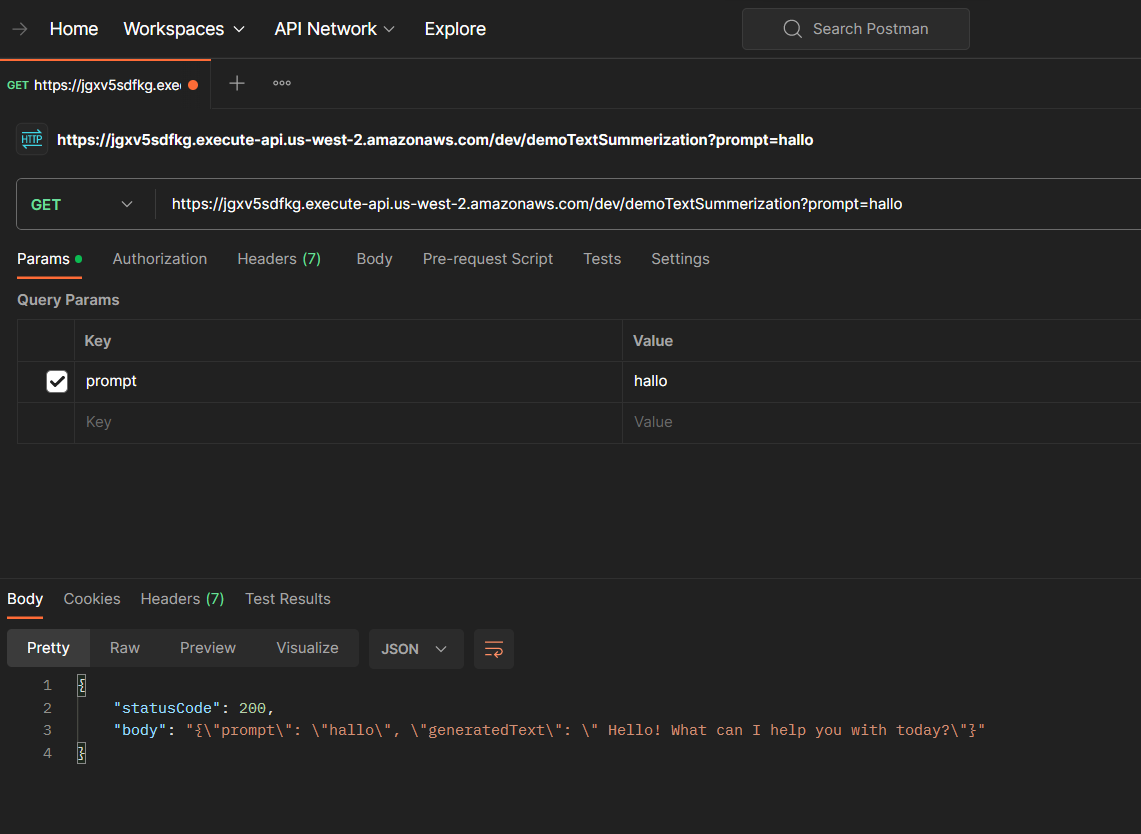 Home Workspaces API Network Explore Search Postman
GET https://jgxv5sdfkg.exe
HTTP https://jgxv5sdfkg.execute-api.us-west-2.amazonaws.com/dev/demoTextSummerization?prompt=hallo
GET https://jgxv5sdfkg.execute-api.us-west-2.amazonaws.com/dev/demoTextSummerization?prompt=hallo
Params Authorization Headers (7) Body Pre-request Script Tests Settings
Query Params
Key Value
prompt hallo
Key Value
Body Cookies Headers (7) Test Results
Pretty Raw Preview Visualize JSON
1 {
2 "statusCode": 200,
3 "body": "{\"prompt\": \"hallo\", \"generatedText\": \" Hello! What can I help you with today?\"}"
4 }